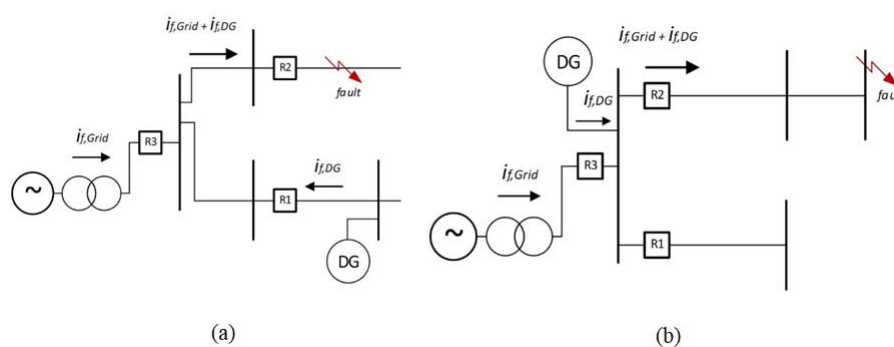 i_f,Grid + i_f,DG
R2
fault
i_f,Grid
R3
~
i_f,DG
R1
DG
(a)
i_f,Grid + i_f,DG
DG
R2
i_f,DG
fau
i_f,Grid
R3
~
R1
(b)